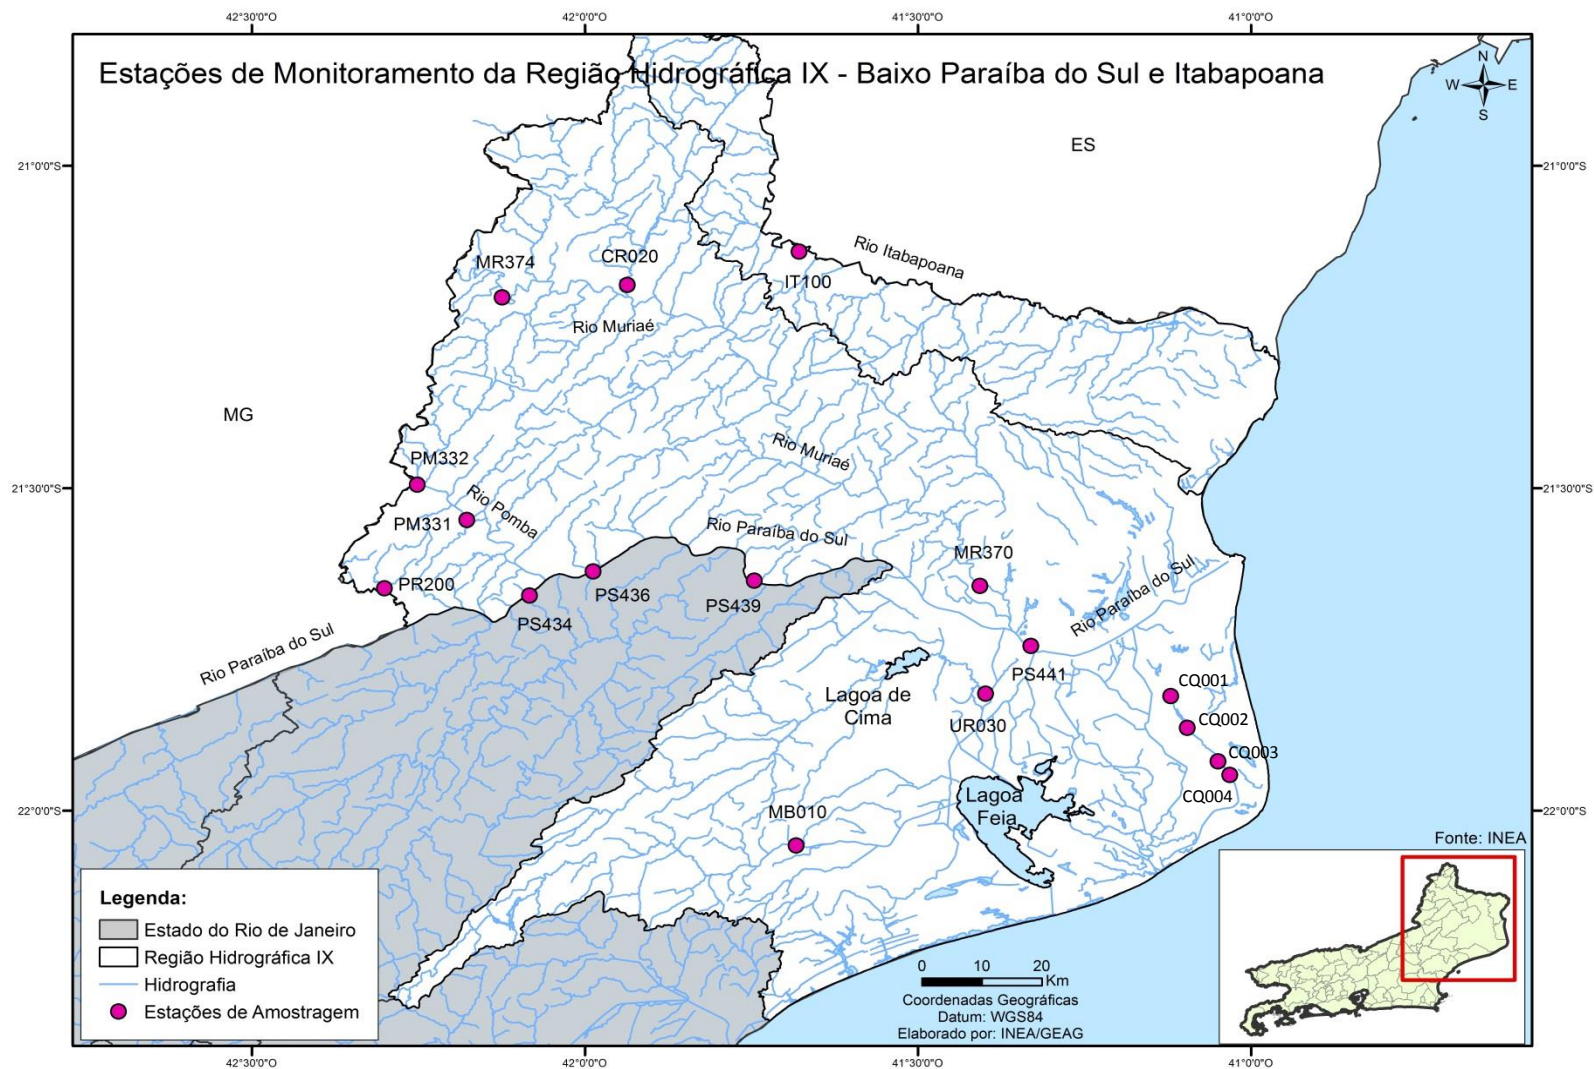 42°30'0"O
42°0'0"O
41°30'0"O
41°0'0"O
Estações de Monitoramento da Região Hidrográfica IX - Baixo Paraíba do Sul e Itabapoana
N
W
E
S
ES
21°0'0"S
21°0'0"S
Rio Itabapoana
CR020
MR374
IT100
Rio Muriaé
MG
Rio Muriaé
PM332
21°30'0"S
21°30'0"S
Rio Pomba
PM331
Rio Paraíba do Sul
MR370
PR200
PS436
PS439
Rio Paraíba do Sul
PS434
Rio Paraíba do Sul
PS441
CQ001
Lagoa de
Cima
CQ002
UR030
CQ003
CQ004
Lagoa
Feia
MB010
22°0'0"S
22°0'0"S
Fonte: INEA
Legenda:
Estado do Rio de Janeiro
Região Hidrográfica IX
Hidrografia
Estações de Amostragem
0 10 20
Km
Coordenadas Geográficas
Datum: WGS84
Elaborado por: INEA/GEAG
42°30'0"O
42°0'0"O
41°30'0"O
41°0'0"O